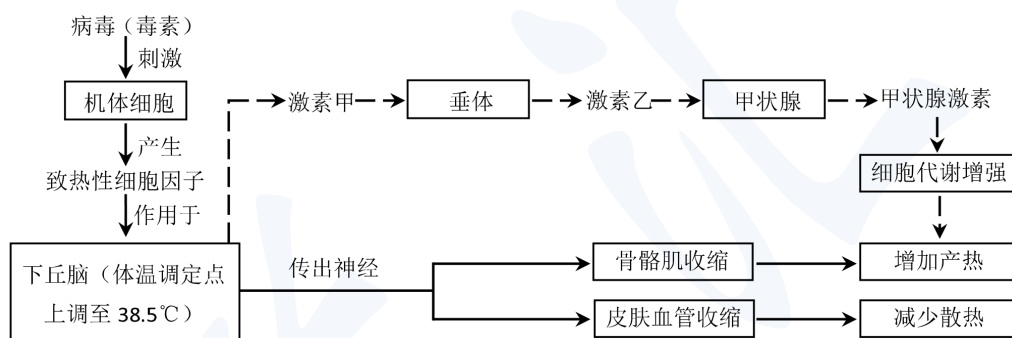 病毒（毒素）
刺激
机体细胞
产生
致热性细胞因子
作用于
下丘脑（体温调定点
上调至38.5℃）
激素甲
垂体
激素乙
甲状腺
甲状腺激素
细胞代谢增强
传出神经
骨骼肌收缩
增加产热
皮肤血管收缩
减少散热